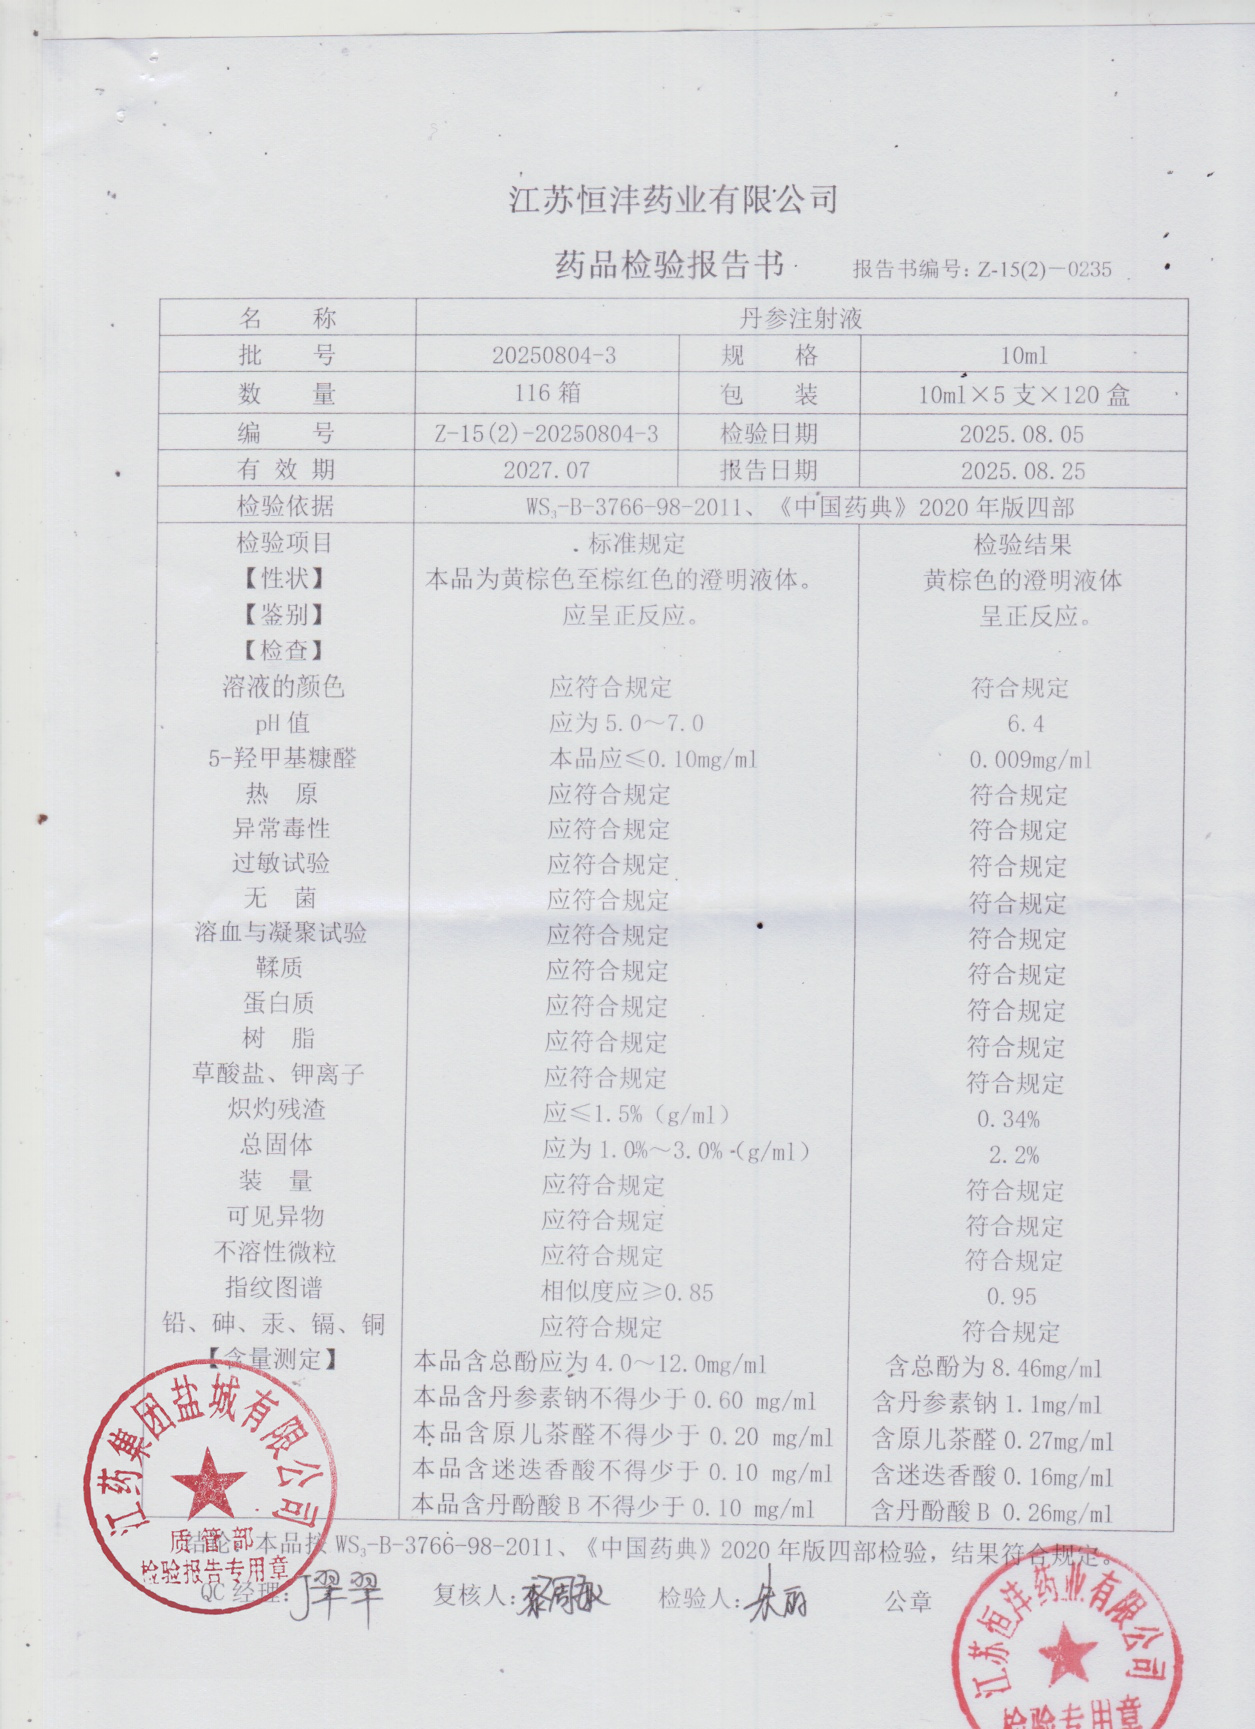 江苏恒沣药业有限公司
药品检验报告书 报告书编号：Z-15(2)－0235
名 称 丹参注射液
批 号 20250804-3 规 格 10ml
数 量 116 箱 包 装 10ml×5 支×120 盒
编 号 Z-15(2)-20250804-3 检验日期 2025.08.05
有 效 期 2027.07 报告日期 2025.08.25
检验依据 WS₃-B-3766-98-2011、《中国药典》2020 年版四部
检验项目 标准规定 检验结果
【性状】 本品为黄棕色至棕红色的澄明液体。 黄棕色的澄明液体
【鉴别】 应呈正反应。 呈正反应。
【检查】
溶液的颜色 应符合规定 符合规定
pH 值 应为 5.0～7.0 6.4
5-羟甲基糠醛 本品应≤0.10mg/ml 0.009mg/ml
热 原 应符合规定 符合规定
异常毒性 应符合规定 符合规定
过敏试验 应符合规定 符合规定
无 菌 应符合规定 符合规定
溶血与凝聚试验 应符合规定 符合规定
鞣质 应符合规定 符合规定
蛋白质 应符合规定 符合规定
树 脂 应符合规定 符合规定
草酸盐、钾离子 应符合规定 符合规定
炽灼残渣 应≤1.5%（g/ml） 0.34%
总固体 应为 1.0%～3.0%（g/ml） 2.2%
装 量 应符合规定 符合规定
可见异物 应符合规定 符合规定
不溶性微粒 应符合规定 符合规定
指纹图谱 相似度应≥0.85 0.95
铅、砷、汞、镉、铜 应符合规定 符合规定
【含量测定】 本品含总酚应为 4.0～12.0mg/ml 含总酚为 8.46mg/ml
本品含丹参素钠不得少于 0.60 mg/ml 含丹参素钠 1.1mg/ml
本品含原儿茶醛不得少于 0.20 mg/ml 含原儿茶醛 0.27mg/ml
本品含迷迭香酸不得少于 0.10 mg/ml 含迷迭香酸 0.16mg/ml
本品含丹酚酸 B 不得少于 0.10 mg/ml 含丹酚酸 B 0.26mg/ml
结论：本品按 WS₃-B-3766-98-2011、《中国药典》2020 年版四部检验，结果符合规定。
QC 经理：丁翠翠 复核人： 检验人：朱丽 公章
江药集团盐城有限公司
质管部
检验报告专用章
江苏恒沣药业有限公司
检验专用章